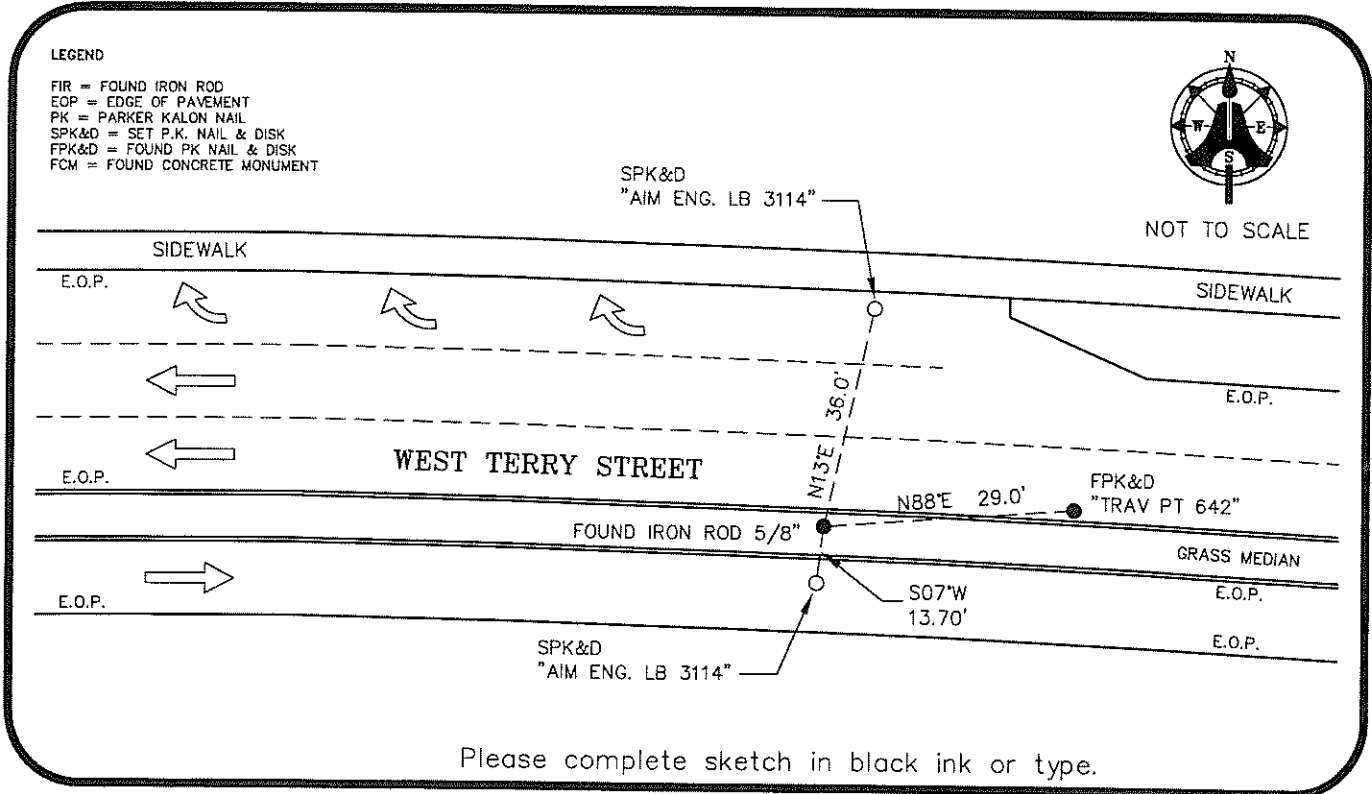 LEGEND
FIR = FOUND IRON ROD
EOP = EDGE OF PAVEMENT
PK = PARKER KALON NAIL
SPK&D = SET P.K. NAIL & DISK
FPK&D = FOUND PK NAIL & DISK
FCM = FOUND CONCRETE MONUMENT
N
W
E
S
NOT TO SCALE
SPK&D
"AIM ENG. LB 3114"
SIDEWALK
E.O.P.
SIDEWALK
E.O.P.
N13°E 36.0'
WEST TERRY STREET
E.O.P.
FPK&D
"TRAV PT 642"
N88°E 29.0'
FOUND IRON ROD 5/8"
GRASS MEDIAN
S07°W
13.70'
E.O.P.
E.O.P.
E.O.P.
SPK&D
"AIM ENG. LB 3114"
Please complete sketch in black ink or type.